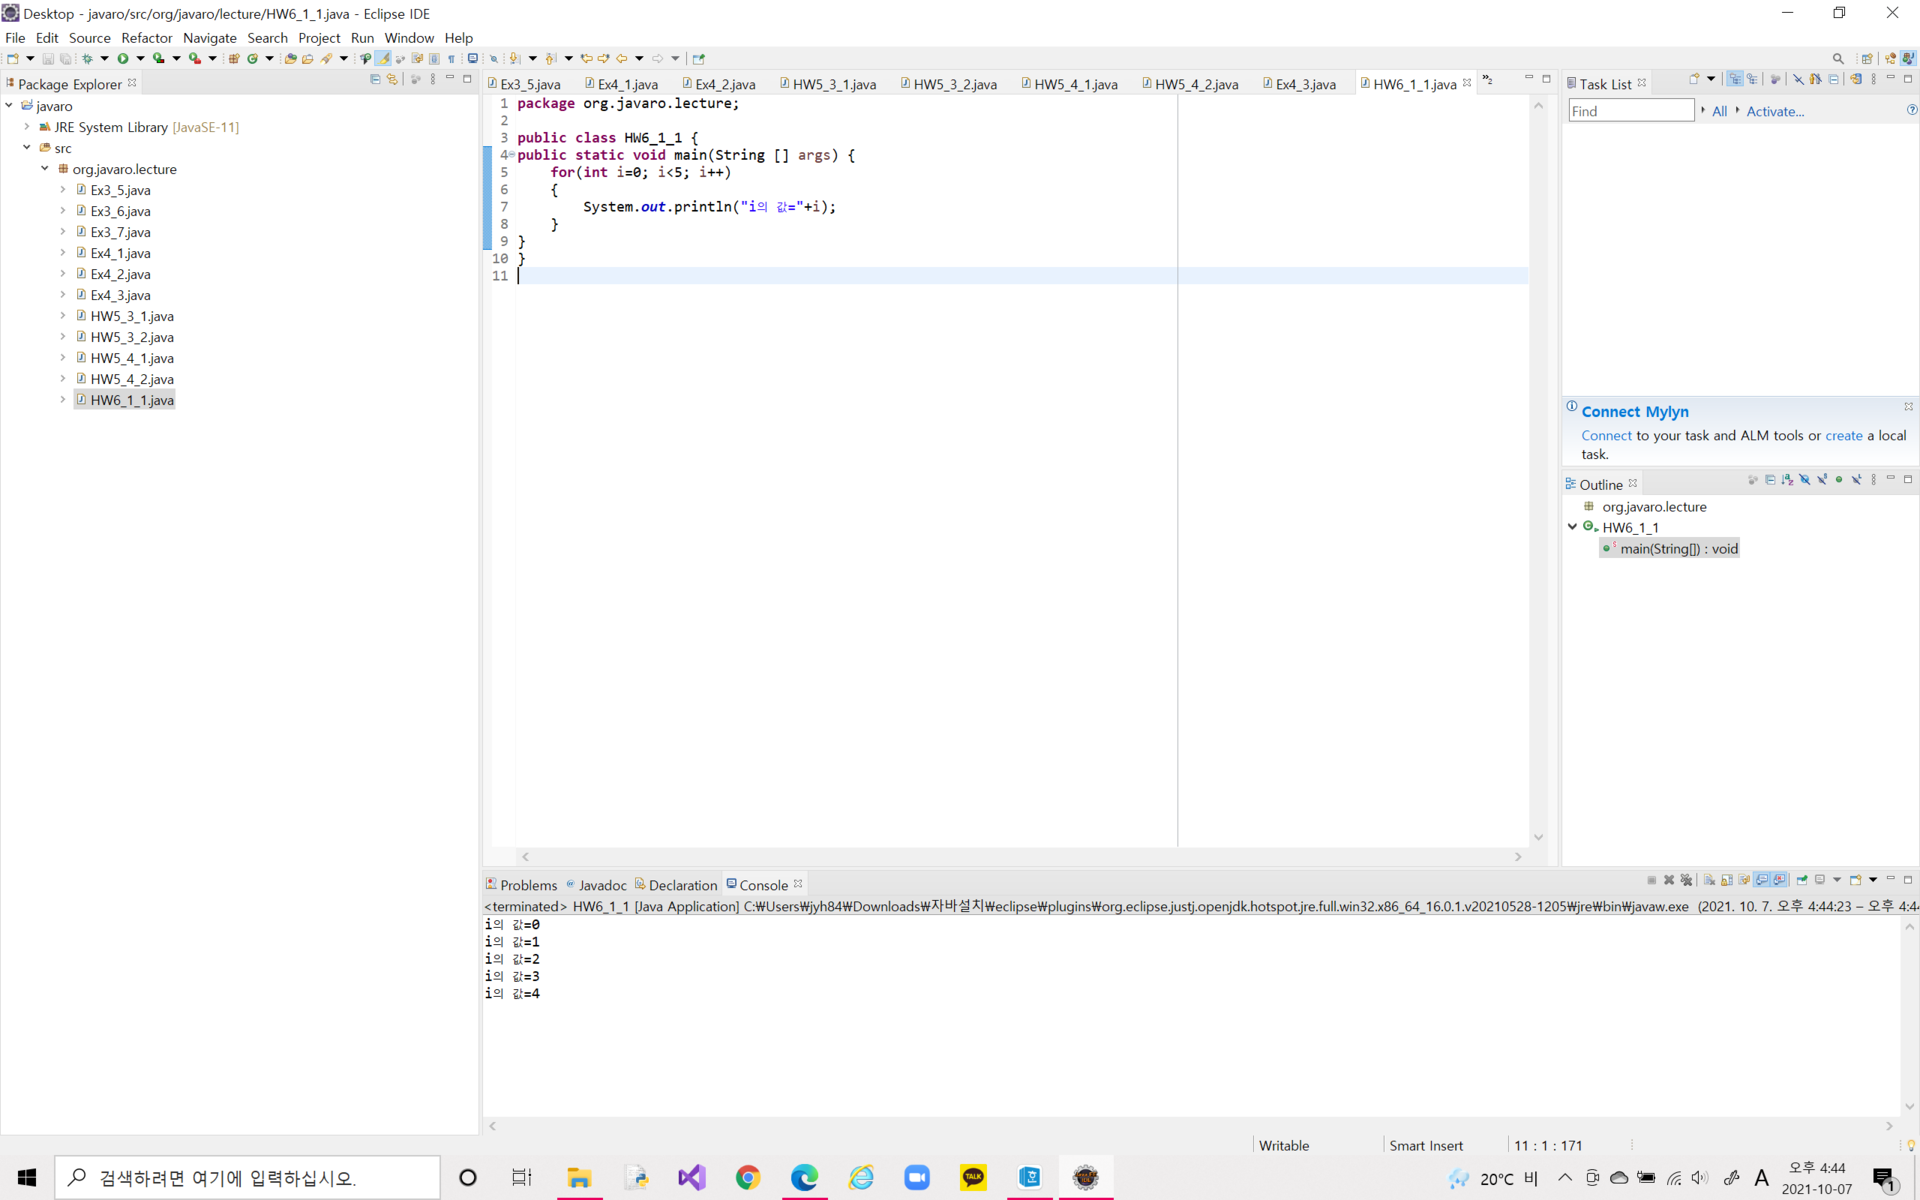 Desktop - javaro/src/org/javaro/lecture/HW6_1_1.java - Eclipse IDE
File Edit Source Refactor Navigate Search Project Run Window Help
Package Explorer
javaro
JRE System Library [JavaSE-11]
src
org.javaro.lecture
Ex3_5.java
Ex3_6.java
Ex3_7.java
Ex4_1.java
Ex4_2.java
Ex4_3.java
HW5_3_1.java
HW5_3_2.java
HW5_4_1.java
HW5_4_2.java
HW6_1_1.java
Ex3_5.java Ex4_1.java Ex4_2.java HW5_3_1.java HW5_3_2.java HW5_4_1.java HW5_4_2.java Ex4_3.java HW6_1_1.java »2
1 package org.javaro.lecture;
2
3 public class HW6_1_1 {
4 public static void main(String [] args) {
5 for(int i=0; i<5; i++)
6 {
7 System.out.println("i의 값="+i);
8 }
9 }
10 }
11
Task List
Find All Activate...
Connect Mylyn
Connect to your task and ALM tools or create a local
task.
Outline
org.javaro.lecture
HW6_1_1
main(String[]) : void
Problems @ Javadoc Declaration Console
<terminated> HW6_1_1 [Java Application] C:₩Users₩jyh84₩Downloads₩자바설치₩eclipse₩plugins₩org.eclipse.justj.openjdk.hotspot.jre.full.win32.x86_64_16.0.1.v20210528-1205₩jre₩bin₩javaw.exe (2021. 10. 7. 오후 4:44:23 – 오후 4:44
i의 값=0
i의 값=1
i의 값=2
i의 값=3
i의 값=4
Writable Smart Insert 11 : 1 : 171
검색하려면 여기에 입력하십시오.
TALK
20°C 비
A
오후 4:44
2021-10-07
1